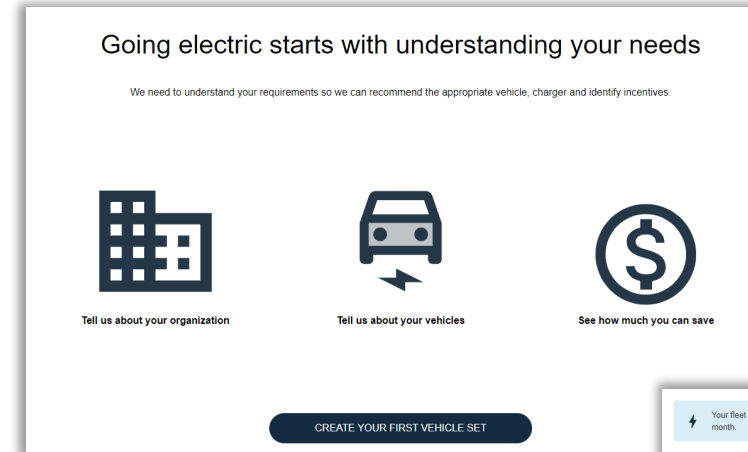 Going electric starts with understanding your needs
We need to understand your requirements so we can recommend the appropriate vehicle, charger and identify incentives.
Tell us about your organization
Tell us about your vehicles
See how much you can save
CREATE YOUR FIRST VEHICLE SET
Your fleet
month.